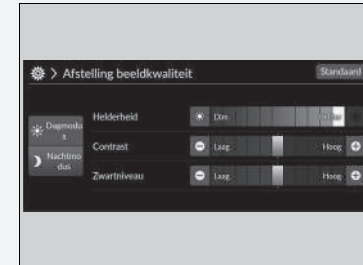 > Afstelling beeldkwaliteit
Standaard
Dagmodu
s
Nachtmo
dus
Helderheid
Dim
Contrast
Laag
Hoog
Zwartniveau
Laag
Hoog